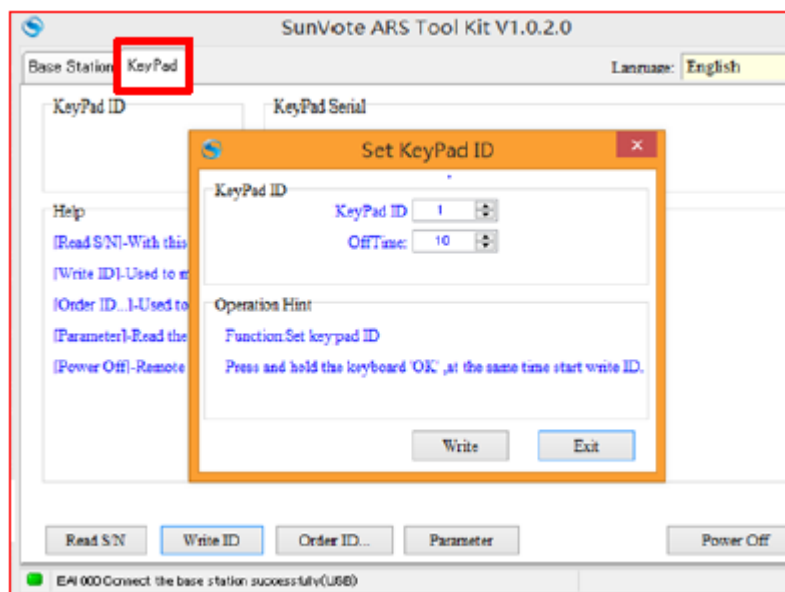 SunVote ARS Tool Kit V1.0.2.0
Base Station KeyPad Language: English
KeyPad ID KeyPad Serial
Set KeyPad ID
KeyPad ID
KeyPad ID 1
OffTime: 10
Help
[Read S/N]-With this
[Write ID]-Used to
[Order ID...]-Used to
[Parameter]-Read the
[Power Off]-Remote
Operation Hint
Function:Set keypad ID
Press and hold the keyboard 'OK' ,at the same time start write ID.
Write Exit
Read S/N Write ID Order ID... Parameter Power Off
Connect the base station successfully(USB)